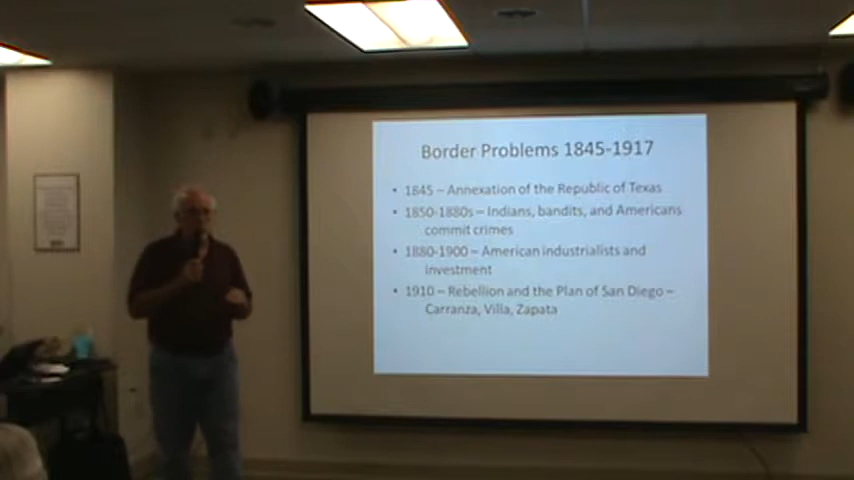 Border Problems 1845-1917
• 1845 – Annexation of the Republic of Texas
• 1850-1880s – Indians, bandits, and Americans
commit crimes
• 1880-1900 – American industrialists and
investment
• 1910 – Rebellion and the Plan of San Diego –
Carranza, Villa, Zapata